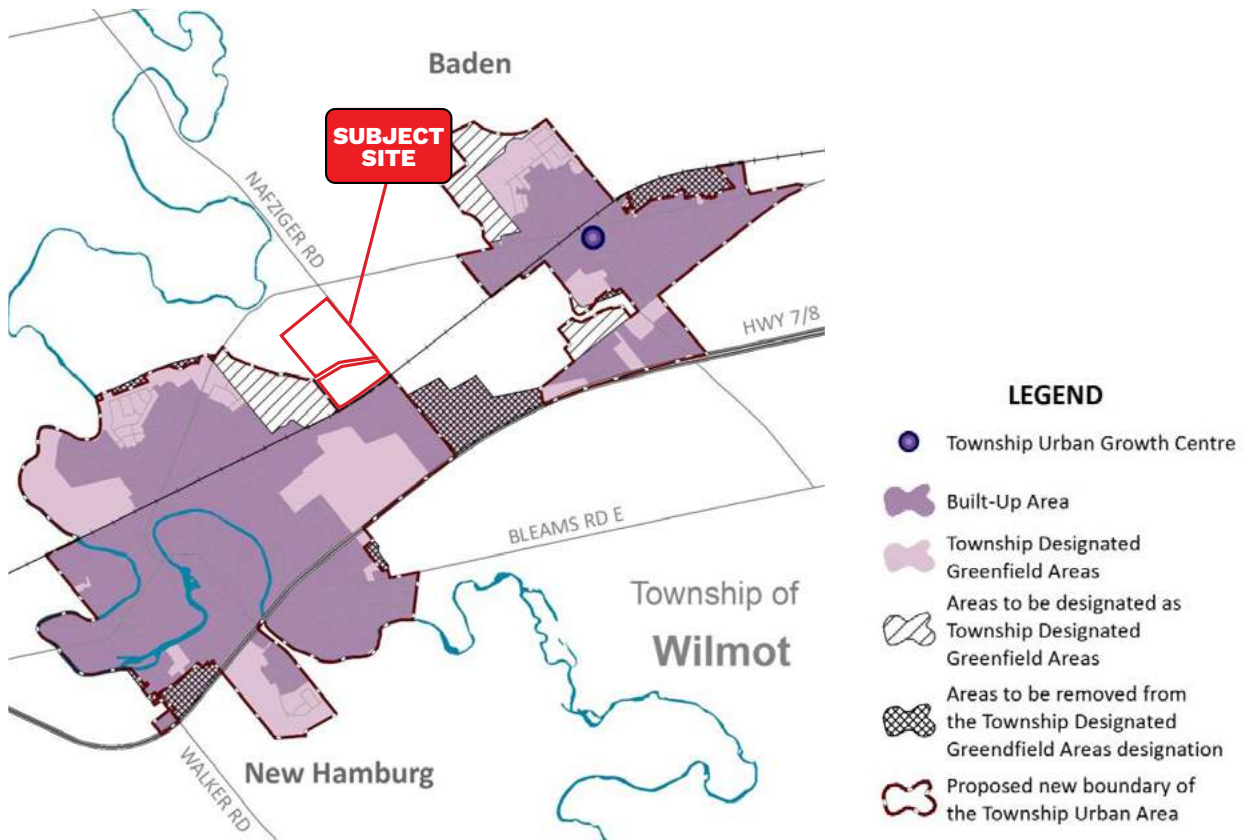 Baden
SUBJECT
SITE
NAFZIGER RD
HWY 7/8
BLEAMS RD E
Township of
Wilmot
New Hamburg
WALKER RD
LEGEND
Township Urban Growth Centre
Built-Up Area
Township Designated
Greenfield Areas
Areas to be designated as
Township Designated
Greenfield Areas
Areas to be removed from
the Township Designated
Greendfield Areas designation
Proposed new boundary of
the Township Urban Area